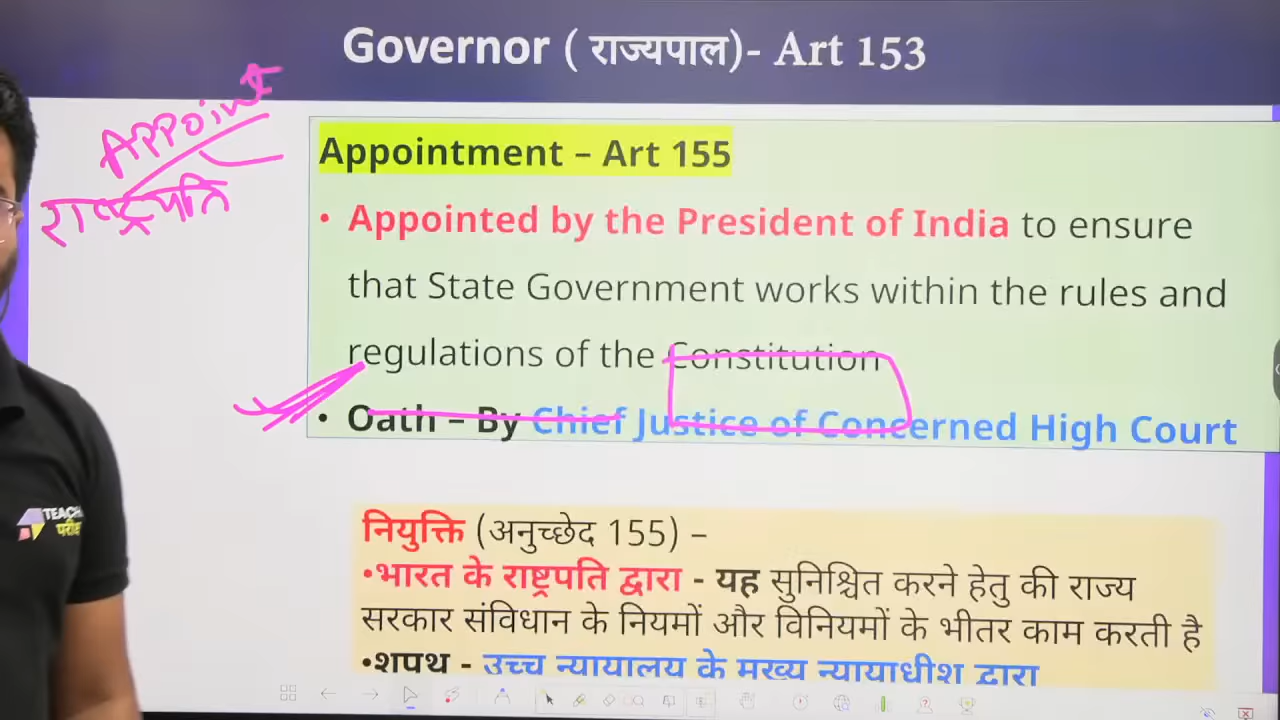 Governor ( राज्यपाल)- Art 153
Appoint
राष्ट्रपति
Appointment – Art 155
• Appointed by the President of India to ensure
that State Government works within the rules and
regulations of the Constitution
• Oath – By Chief Justice of Concerned High Court
नियुक्ति (अनुच्छेद 155) –
•भारत के राष्ट्रपति द्वारा - यह सुनिश्चित करने हेतु की राज्य
सरकार संविधान के नियमों और विनियमों के भीतर काम करती है
•शपथ - उच्च न्यायालय के मुख्य न्यायाधीश द्वारा